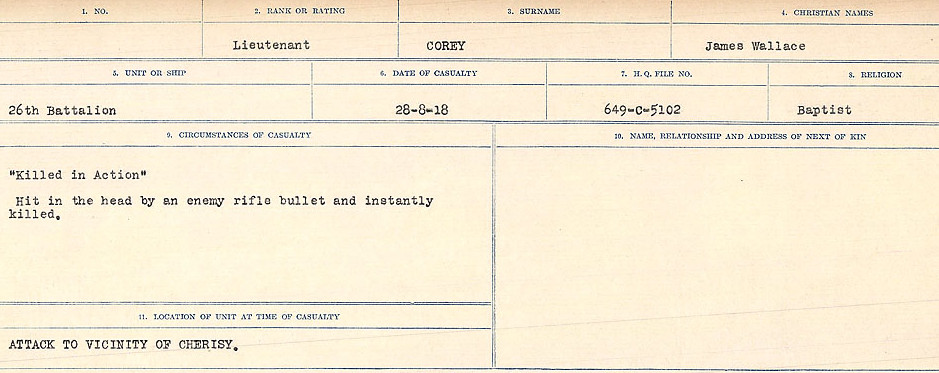 1. NO. 2. RANK OR RATING 3. SURNAME 4. CHRISTIAN NAMES
Lieutenant COREY James Wallace
5. UNIT OR SHIP 6. DATE OF CASUALTY 7. H. Q. FILE NO. 8. RELIGION
26th Battalion 28-8-18 649-C-5102 Baptist
9. CIRCUMSTANCES OF CASUALTY 10. NAME, RELATIONSHIP AND ADDRESS OF NEXT OF KIN
"Killed in Action"
Hit in the head by an enemy rifle bullet and instantly
killed.
11. LOCATION OF UNIT AT TIME OF CASUALTY
ATTACK TO VICINITY OF CHERISY.